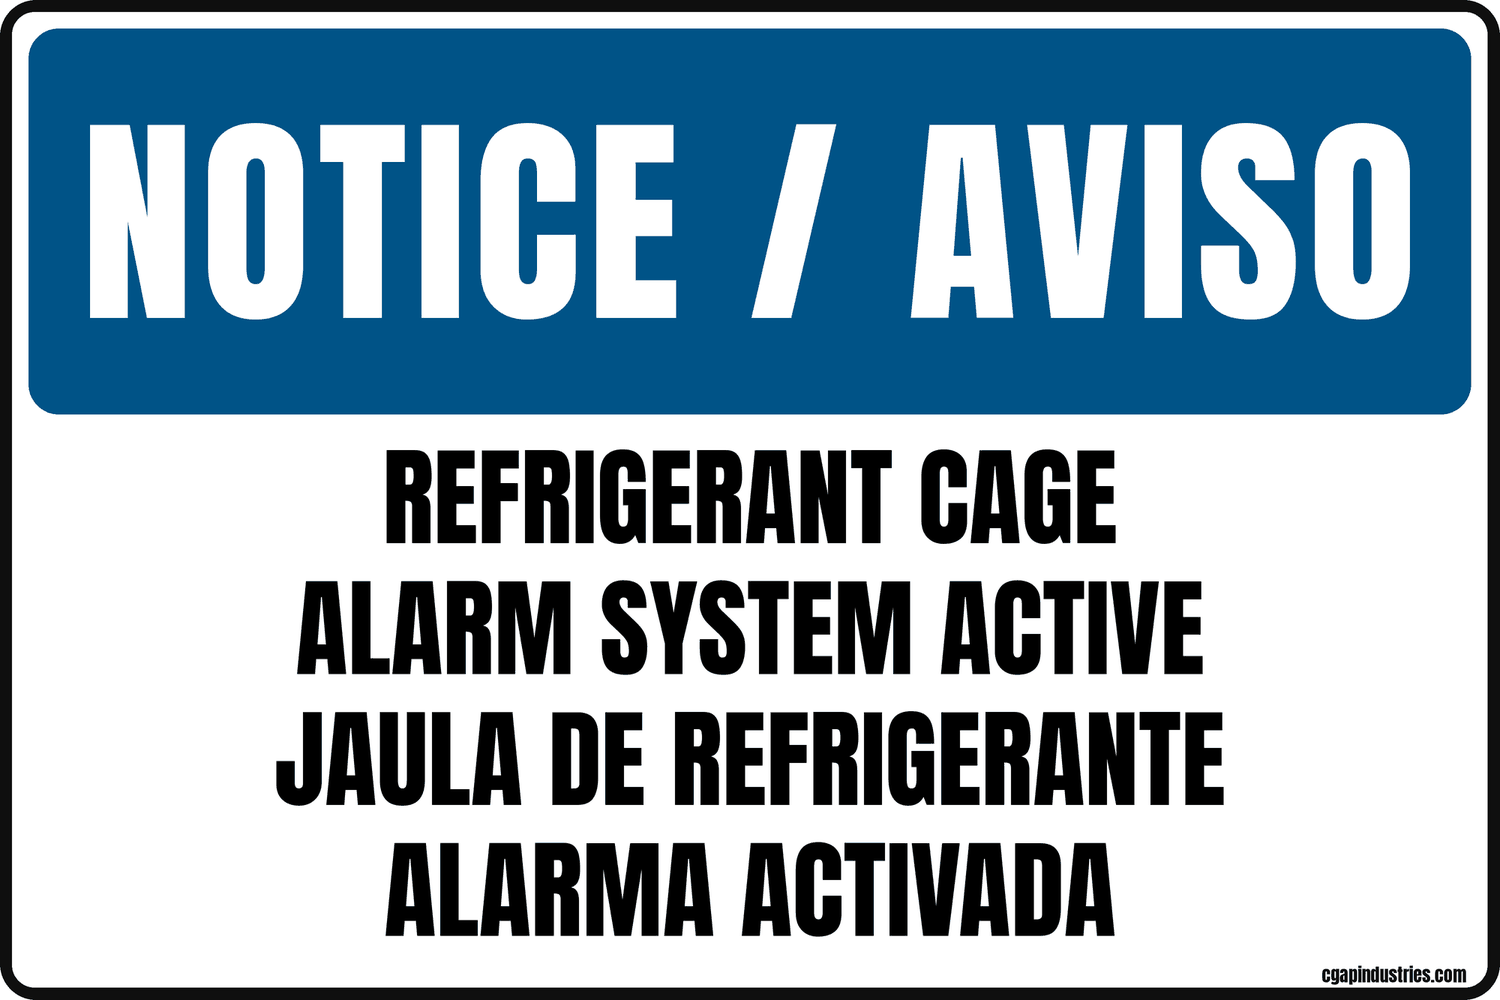 NOTICE / AVISO
REFRIGERANT CAGE
ALARM SYSTEM ACTIVE
JAULA DE REFRIGERANTE
ALARMA ACTIVADA
cgapindustries.com